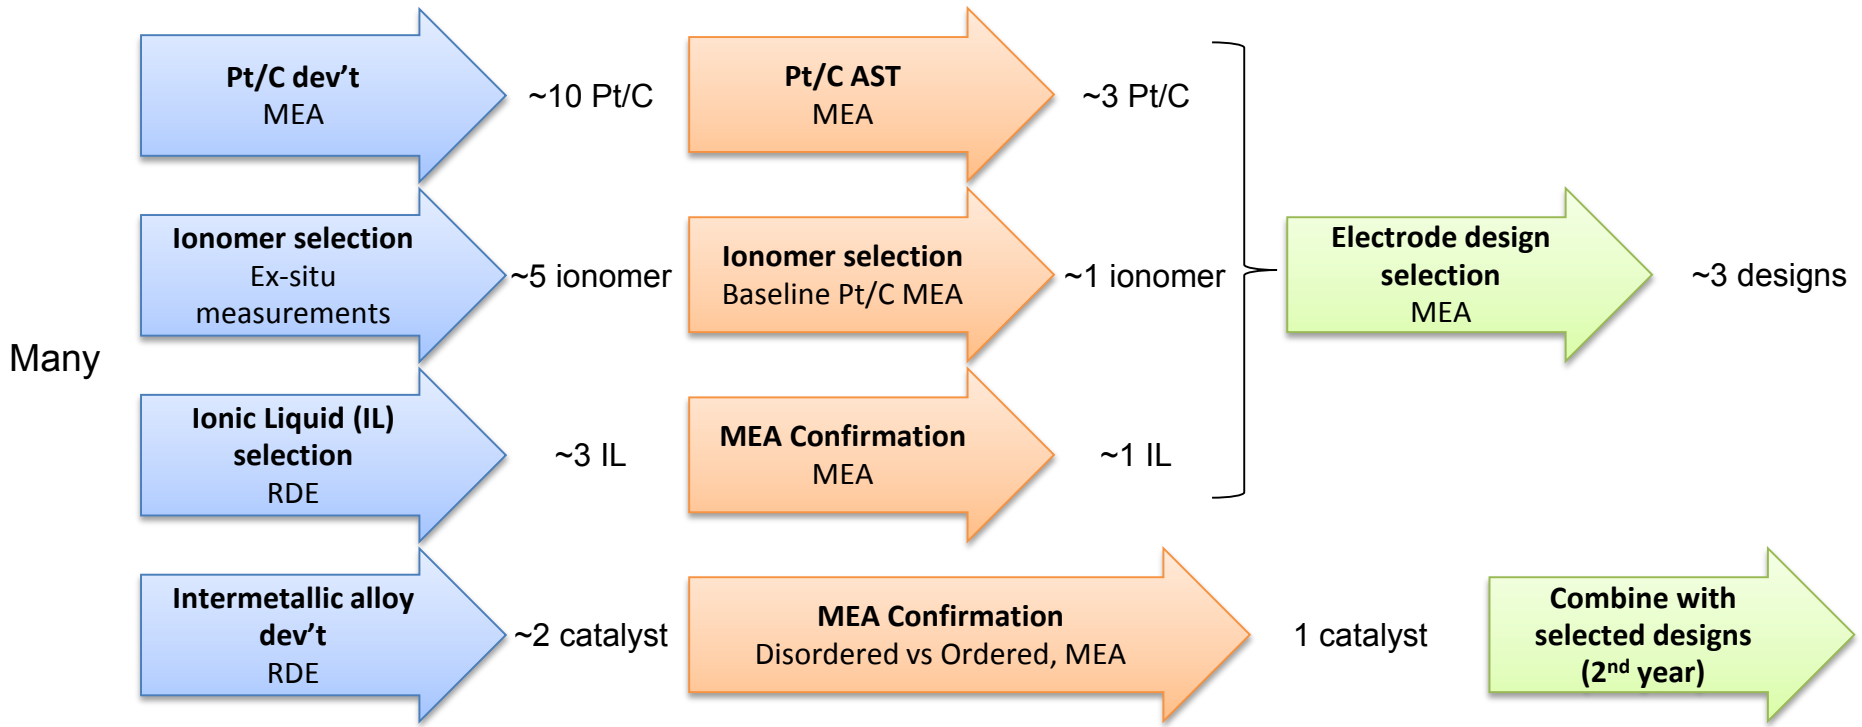 Many
Pt/C dev't
MEA
~10 Pt/C
Pt/C AST
MEA
~3 Pt/C
Ionomer selection
Ex-situ
measurements
~5 ionomer
Ionomer selection
Baseline Pt/C MEA
~1 ionomer
Ionic Liquid (IL)
selection
RDE
~3 IL
MEA Confirmation
MEA
~1 IL
Electrode design
selection
MEA
~3 designs
Intermetallic alloy
dev't
RDE
~2 catalyst
MEA Confirmation
Disordered vs Ordered, MEA
1 catalyst
Combine with
selected designs
(2nd year)